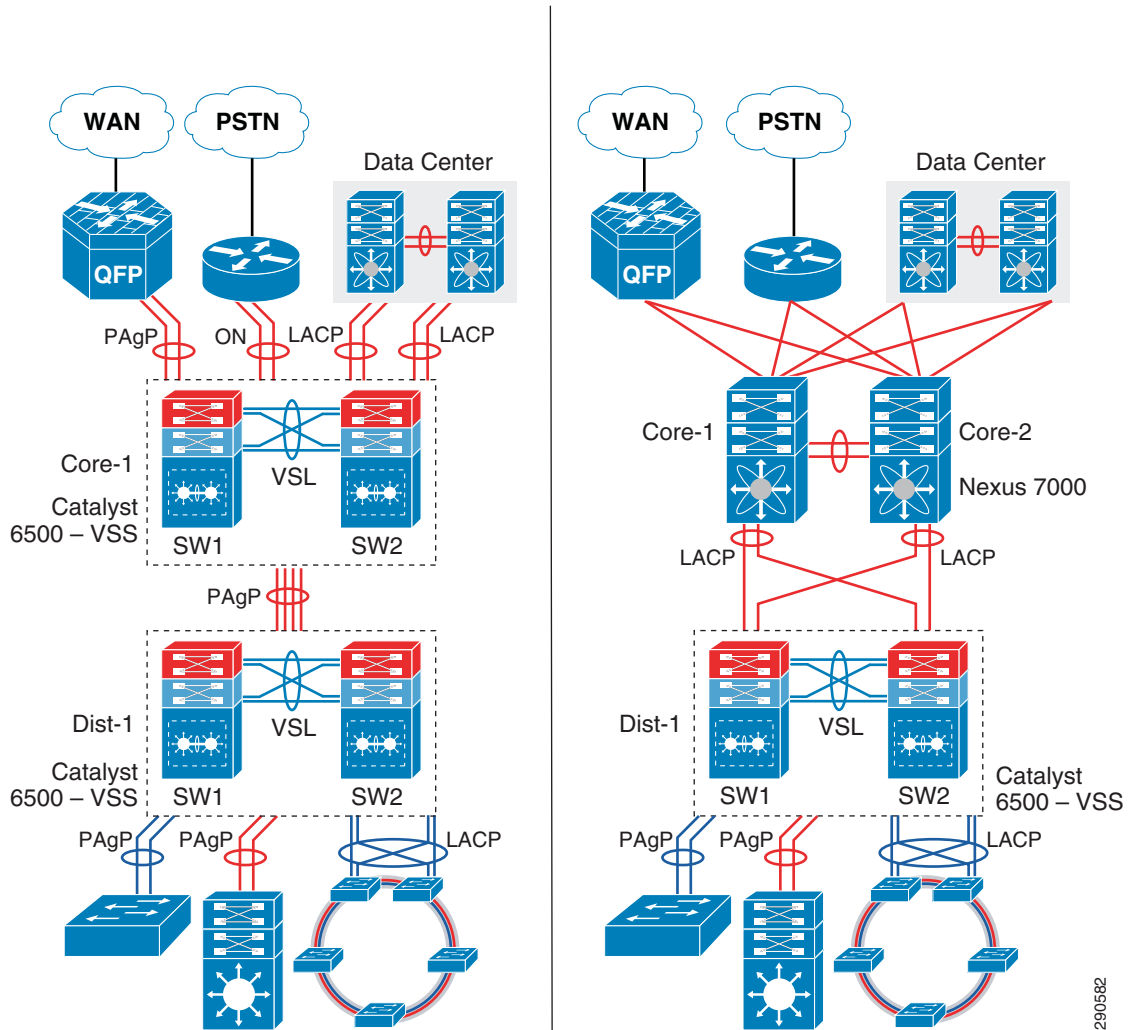 WAN
PSTN
Data Center
QFP
PAgP
ON
LACP
LACP
Core-1
VSL
Catalyst
6500 – VSS
SW1
SW2
PAgP
Dist-1
VSL
Catalyst
6500 – VSS
SW1
SW2
PAgP
PAgP
LACP
WAN
PSTN
Data Center
QFP
Core-1
Core-2
Nexus 7000
LACP
LACP
Dist-1
VSL
SW1
SW2
Catalyst
6500 – VSS
PAgP
PAgP
LACP
290582